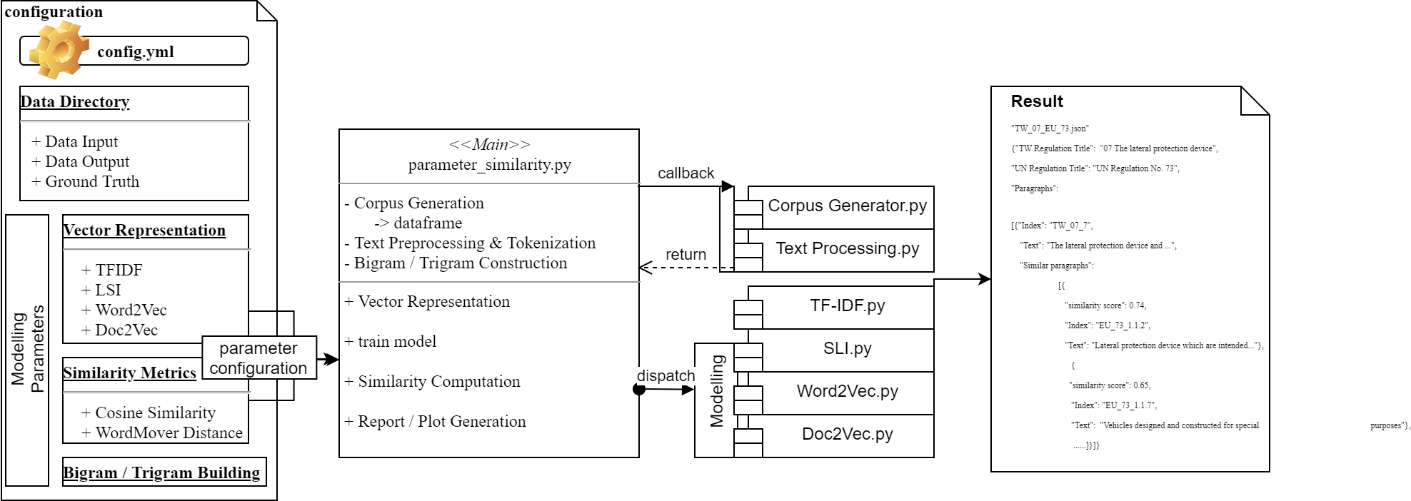 configuration
config.yml
Data Directory
+ Data Input
+ Data Output
+ Ground Truth
Modelling
Parameters
Vector Representation
+ TFIDF
+ LSI
+ Word2Vec
+ Doc2Vec
Similarity Metrics
+ Cosine Similarity
+ WordMover Distance
Bigram / Trigram Building
parameter
configuration
<<Main>>
parameter_similarity.py
- Corpus Generation
-> dataframe
- Text Preprocessing & Tokenization
- Bigram / Trigram Construction
+ Vector Representation
+ train model
+ Similarity Computation
+ Report / Plot Generation
callback
return
dispatch
Corpus Generator.py
Text Processing.py
Modelling
TF-IDF.py
SLI.py
Word2Vec.py
Doc2Vec.py
Result
"TW_07_EU_73.json"
{"TW Regulation Title": "07 The lateral protection device",
"UN Regulation Title": "UN Regulation No. 73",
"Paragraphs":
[{"Index": "TW_07_7",
"Text": "The lateral protection device and ...",
"Similar paragraphs":
[{
"similarity score": 0.74,
"Index": "EU_73_1.1.2",
"Text": "Lateral protection device which are intended..."},
{
"similarity score": 0.65,
"Index": "EU_73_1.1.7",
"Text": "Vehicles designed and constructed for special purposes"},
......]}]}